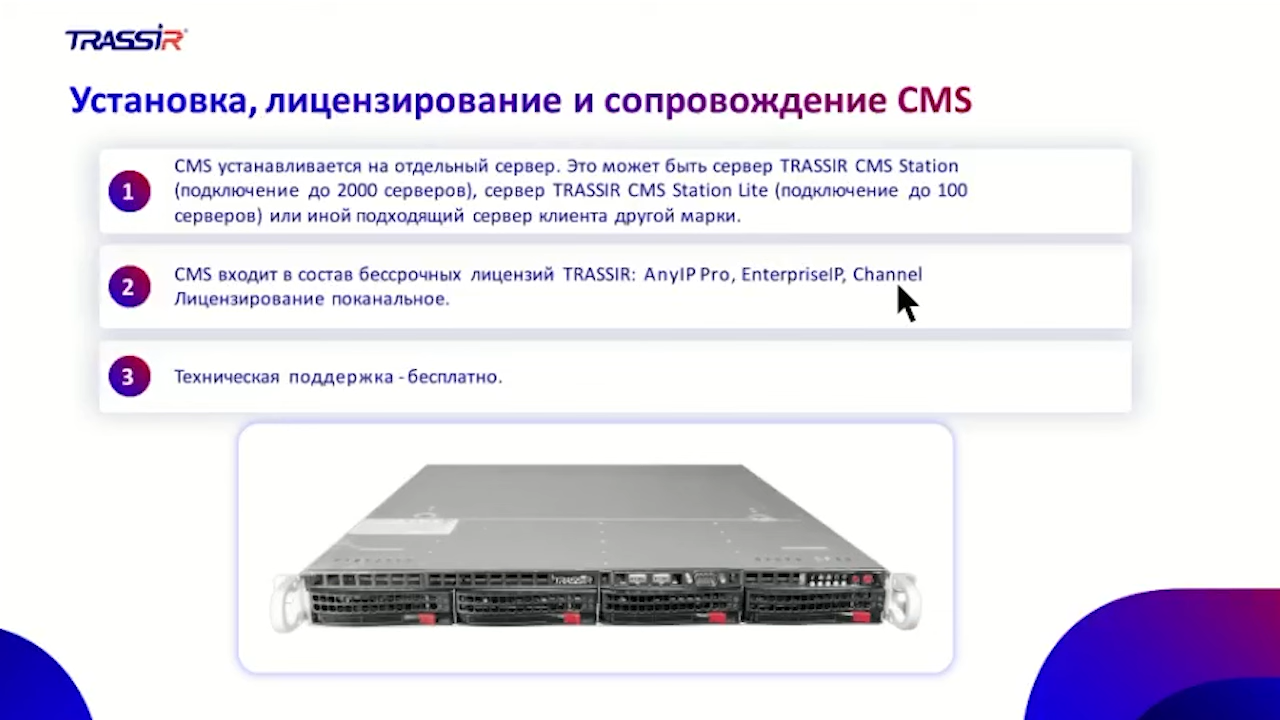 TRASSIR
Установка, лицензирование и сопровождение CMS
1
CMS устанавливается на отдельный сервер. Это может быть сервер TRASSIR CMS Station
(подключение до 2000 серверов), сервер TRASSIR CMS Station Lite (подключение до 100
серверов) или иной подходящий сервер клиента другой марки.
2
CMS входит в состав бессрочных лицензий TRASSIR: AnyIP Pro, EnterpriseIP, Channel
Лицензирование поканальное.
3
Техническая поддержка - бесплатно.
TRASSIR